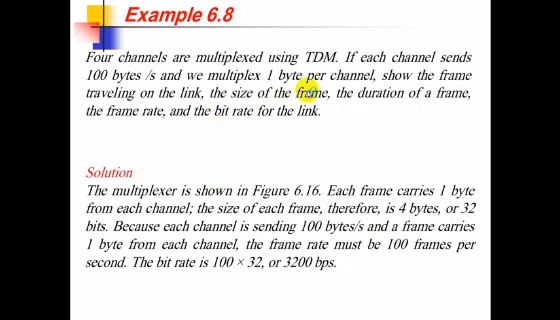 Example 6.8
Four channels are multiplexed using TDM. If each channel sends
100 bytes /s and we multiplex 1 byte per channel, show the frame
traveling on the link, the size of the frame, the duration of a frame,
the frame rate, and the bit rate for the link.
Solution
The multiplexer is shown in Figure 6.16. Each frame carries 1 byte
from each channel; the size of each frame, therefore, is 4 bytes, or 32
bits. Because each channel is sending 100 bytes/s and a frame carries
1 byte from each channel, the frame rate must be 100 frames per
second. The bit rate is 100 × 32, or 3200 bps.